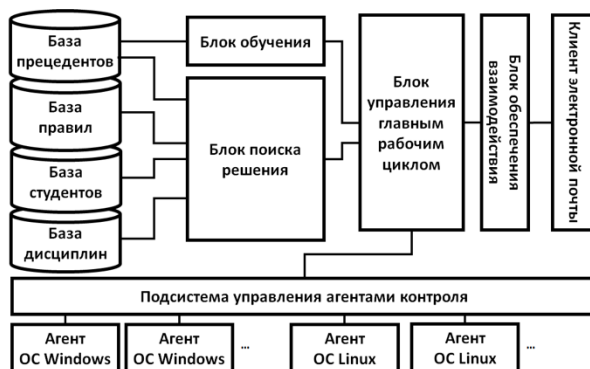 База
прецедентов
База
правил
База
студентов
База
дисциплин
Блок обучения
Блок поиска
решения
Блок
управления
главным
рабочим
циклом
Блок обеспечения
взаимодействия
Клиент электронной почты
Подсистема управления агентами контроля
Агент
ОС Windows
Агент
ОС Windows
...
Агент
ОС Linux
Агент
ОС Linux
...